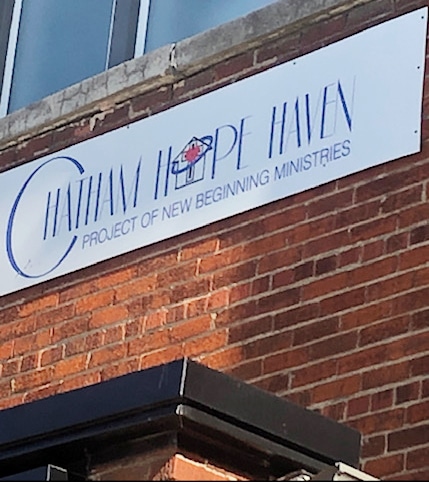 CHATHAM HOPE HAVEN
PROJECT OF NEW BEGINNING MINISTRIES